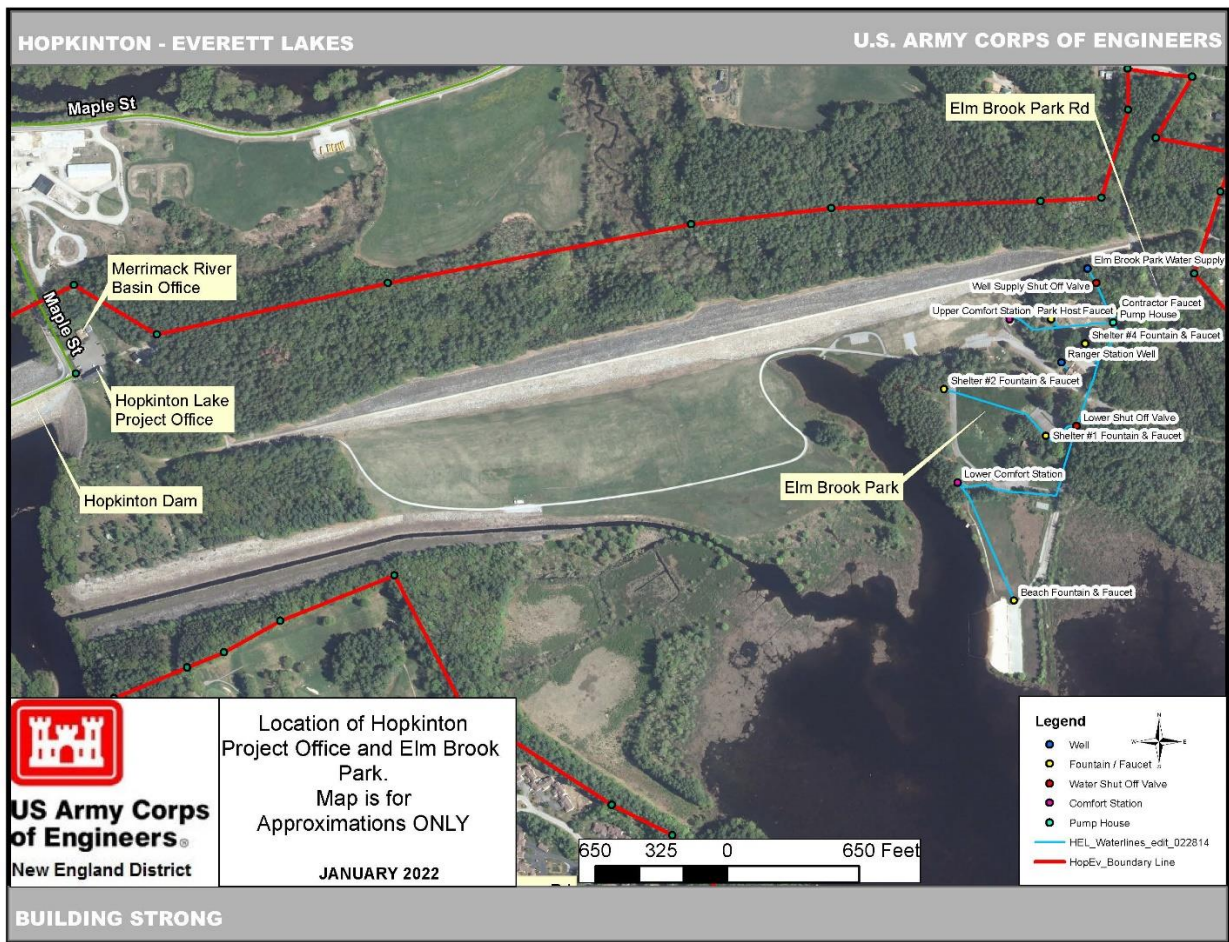 HOPKINTON - EVERETT LAKES
U.S. ARMY CORPS OF ENGINEERS
Maple St
Elm Brook Park Rd
Merrimack River
Basin Office
Maple St
Elm Brook Park Water Supply
Well Supply Shut Off Valve
Contractor Faucet
Upper Comfort Station
Park Host Faucet
Pump House
Shelter #4 Fountain & Faucet
Ranger Station Well
Hopkinton Lake
Project Office
Shelter #2 Fountain & Faucet
Lower Shut Off Valve
Shelter #1 Fountain & Faucet
Hopkinton Dam
Elm Brook Park
Lower Comfort Station
Beach Fountain & Faucet
US Army Corps
of Engineers®
New England District
Location of Hopkinton
Project Office and Elm Brook
Park.
Map is for
Approximations ONLY
JANUARY 2022
650 325 0 650 Feet
Legend
N
W E
S
Well
Fountain / Faucet
Water Shut Off Valve
Comfort Station
Pump House
HEL_Waterlines_edit_022814
HopEv_Boundary Line
BUILDING STRONG